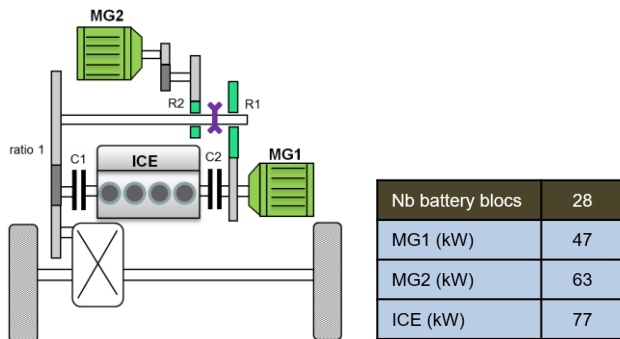 MG2
R2
R1
ratio 1
C1
ICE
C2
MG1
Nb battery blocs 28
MG1 (kW) 47
MG2 (kW) 63
ICE (kW) 77